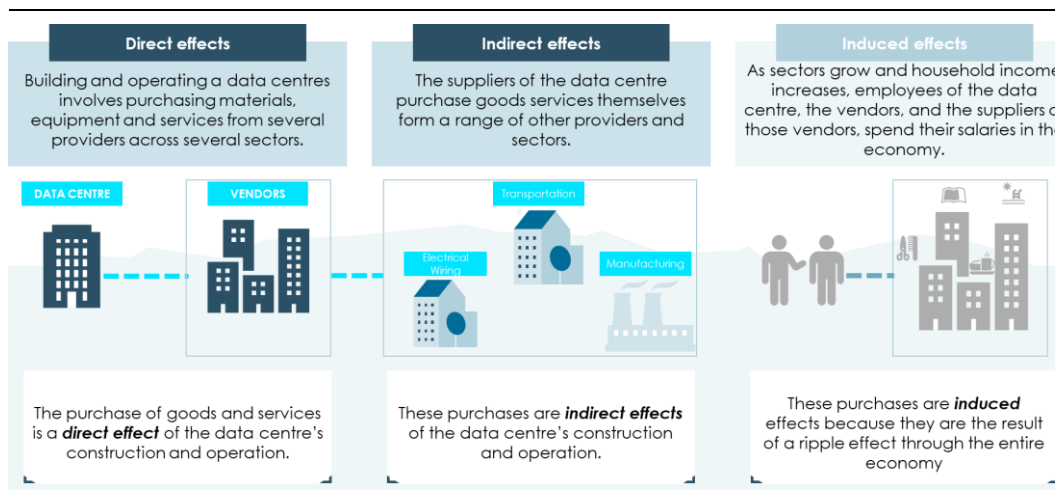 Direct effects
Building and operating a data centres
involves purchasing materials,
equipment and services from several
providers across several sectors.
DATA CENTRE
VENDORS
The purchase of goods and services
is a direct effect of the data centre's
construction and operation.
Indirect effects
The suppliers of the data centre
purchase goods services themselves
form a range of other providers and
sectors.
Transportation
Electrical
Wiring
Manufacturing
These purchases are indirect effects
of the data centre's construction
and operation.
Induced effects
As sectors grow and household income
increases, employees of the data
centre, the vendors, and the suppliers
those vendors, spend their salaries in
economy.
These purchases are induced
effects because they are the result
of a ripple effect through the entire
economy